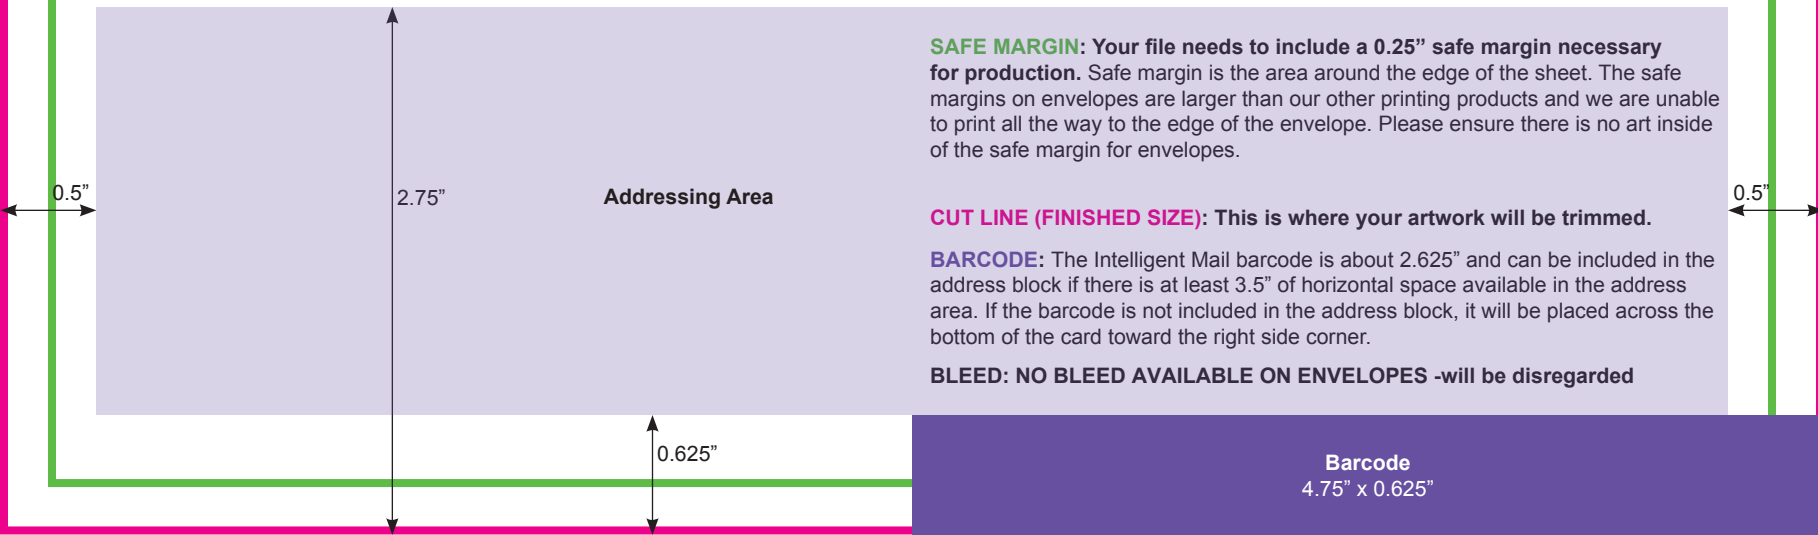 SAFE MARGIN: Your file needs to include a 0.25” safe margin necessary
for production. Safe margin is the area around the edge of the sheet. The safe
margins on envelopes are larger than our other printing products and we are unable
to print all the way to the edge of the envelope. Please ensure there is no art inside
of the safe margin for envelopes.
0.5”
2.75”
Addressing Area
0.5”
CUT LINE (FINISHED SIZE): This is where your artwork will be trimmed.
BARCODE: The Intelligent Mail barcode is about 2.625” and can be included in the
address block if there is at least 3.5” of horizontal space available in the address
area. If the barcode is not included in the address block, it will be placed across the
bottom of the card toward the right side corner.
BLEED: NO BLEED AVAILABLE ON ENVELOPES -will be disregarded
0.625”
Barcode
4.75” x 0.625”